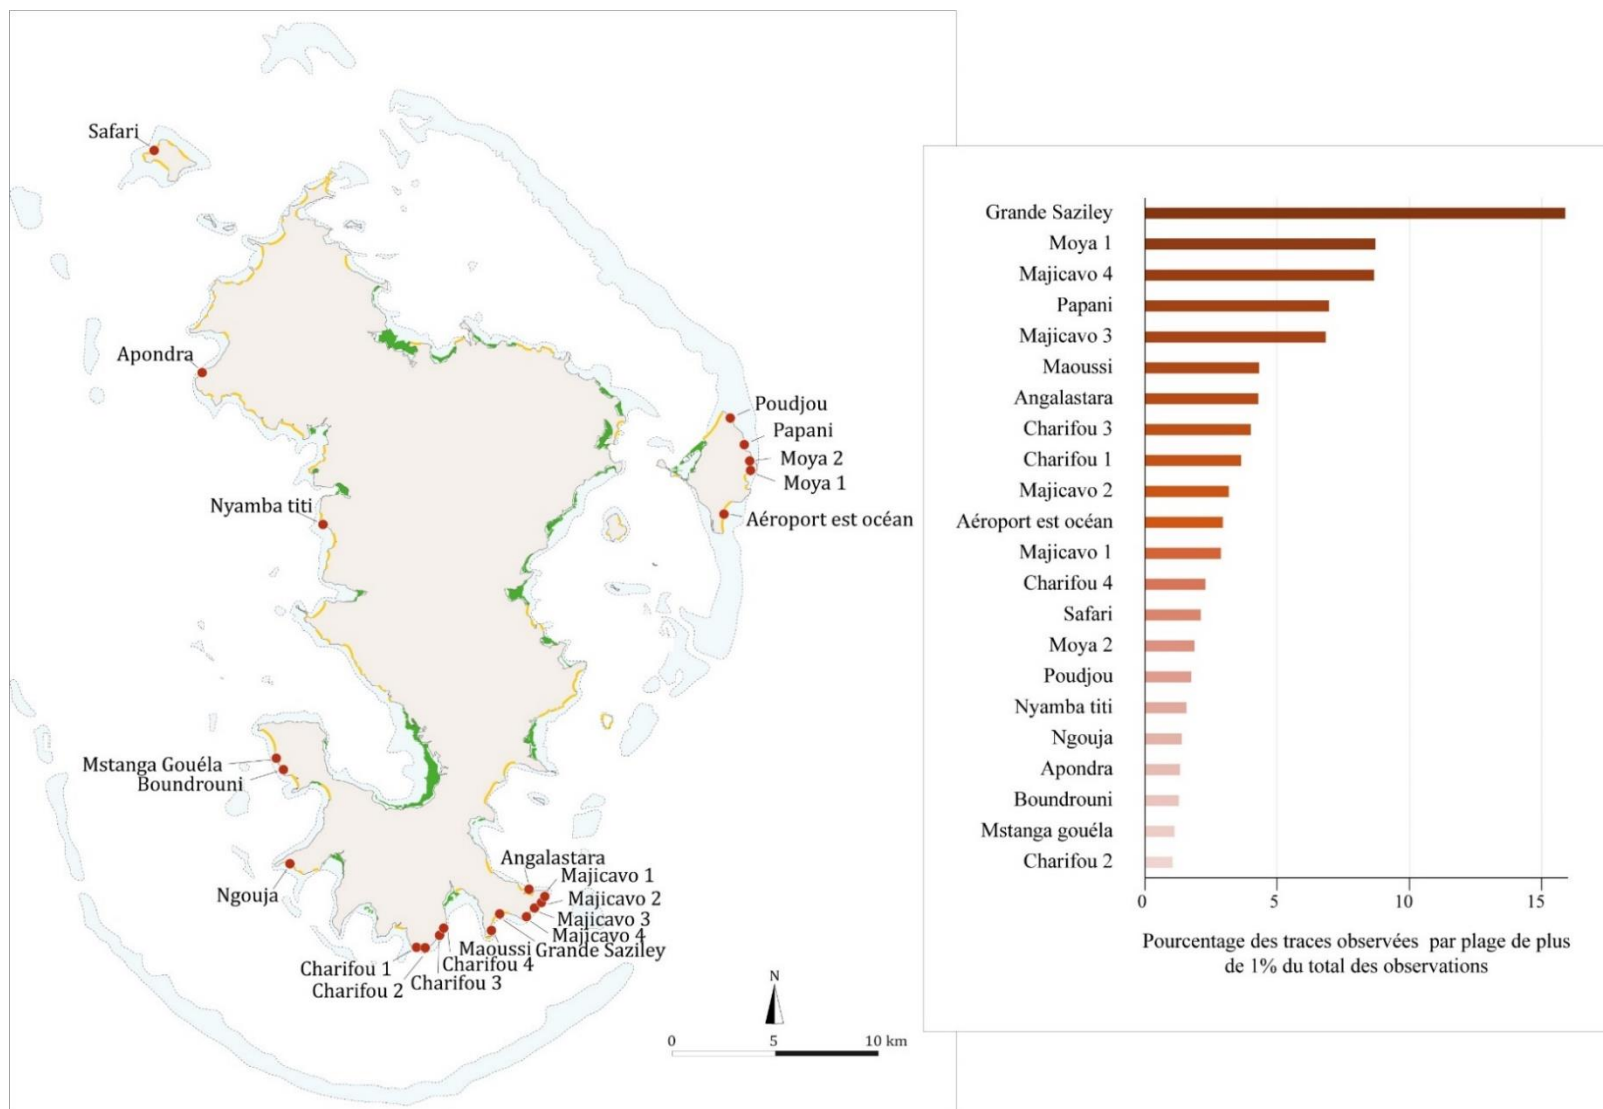 Safari
Apondra
Nyamba titi
Poudjou
Papani
Moya 2
Moya 1
Aéroport est océan
Mstanga Gouéla
Boundrouni
Ngouja
Angalastara
Majicavo 1
Majicavo 2
Majicavo 3
Majicavo 4
Grande Saziley
Maoussi
Charifou 4
Charifou 3
Charifou 1
Charifou 2
N
0 5 10 km
Grande Saziley
Moya 1
Majicavo 4
Papani
Majicavo 3
Maoussi
Angalastara
Charifou 3
Charifou 1
Majicavo 2
Aéroport est océan
Majicavo 1
Charifou 4
Safari
Moya 2
Poudjou
Nyamba titi
Ngouja
Apondra
Boundrouni
Mstanga gouéla
Charifou 2
0 5 10 15
Pourcentage des traces observées par plage de plus
de 1% du total des observations